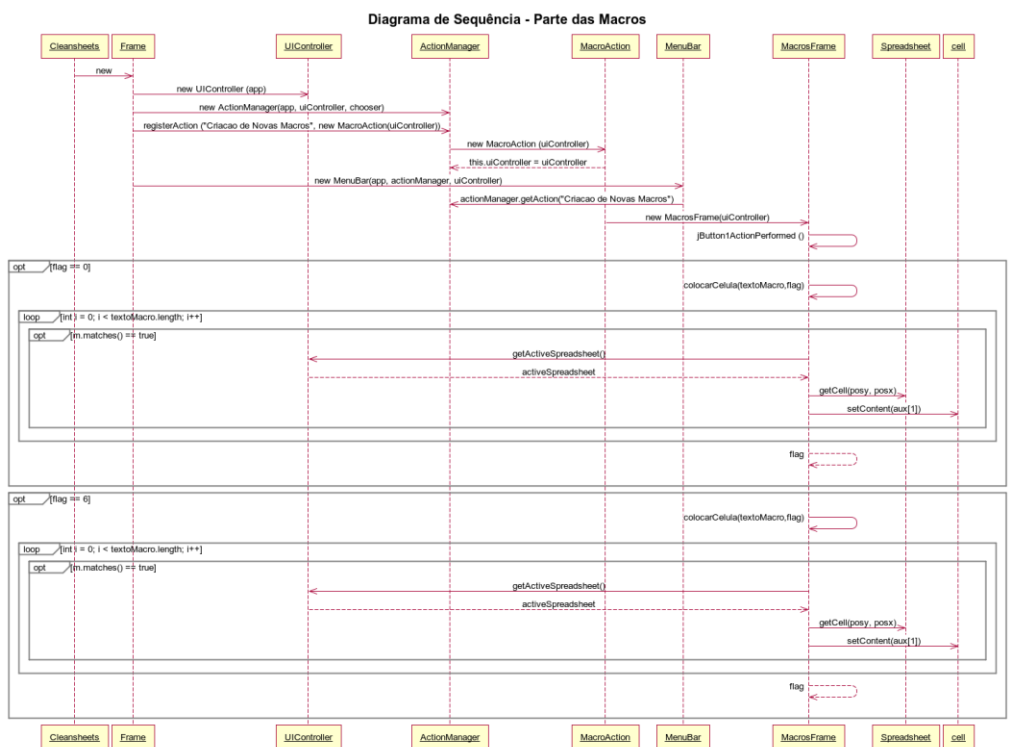 Diagrama de Sequência - Parte das Macros
Cleansheets Frame UIController ActionManager MacroAction MenuBar MacrosFrame Spreadsheet cell
new
new UIController (app)
new ActionManager(app, uiController, chooser)
registerAction ("Criacao de Novas Macros", new MacroAction(uiController))
new MacroAction (uiController)
this.uiController = uiController
new MenuBar(app, actionManager, uiController)
actionManager.getAction("Criacao de Novas Macros")
new MacrosFrame(uiController)
jButton1ActionPerformed ()
opt [flag == 0]
colocarCelula(textoMacro,flag)
loop [int i = 0; i < textoMacro.length; i++]
opt [m.matches() == true]
getActiveSpreadsheet()
activeSpreadsheet
getCell(posy, posx)
setContent(aux[1])
flag
opt [flag == 6]
colocarCelula(textoMacro,flag)
loop [int i = 0; i < textoMacro.length; i++]
opt [m.matches() == true]
getActiveSpreadsheet()
activeSpreadsheet
getCell(posy, posx)
setContent(aux[1])
flag
Cleansheets Frame UIController ActionManager MacroAction MenuBar MacrosFrame Spreadsheet cell